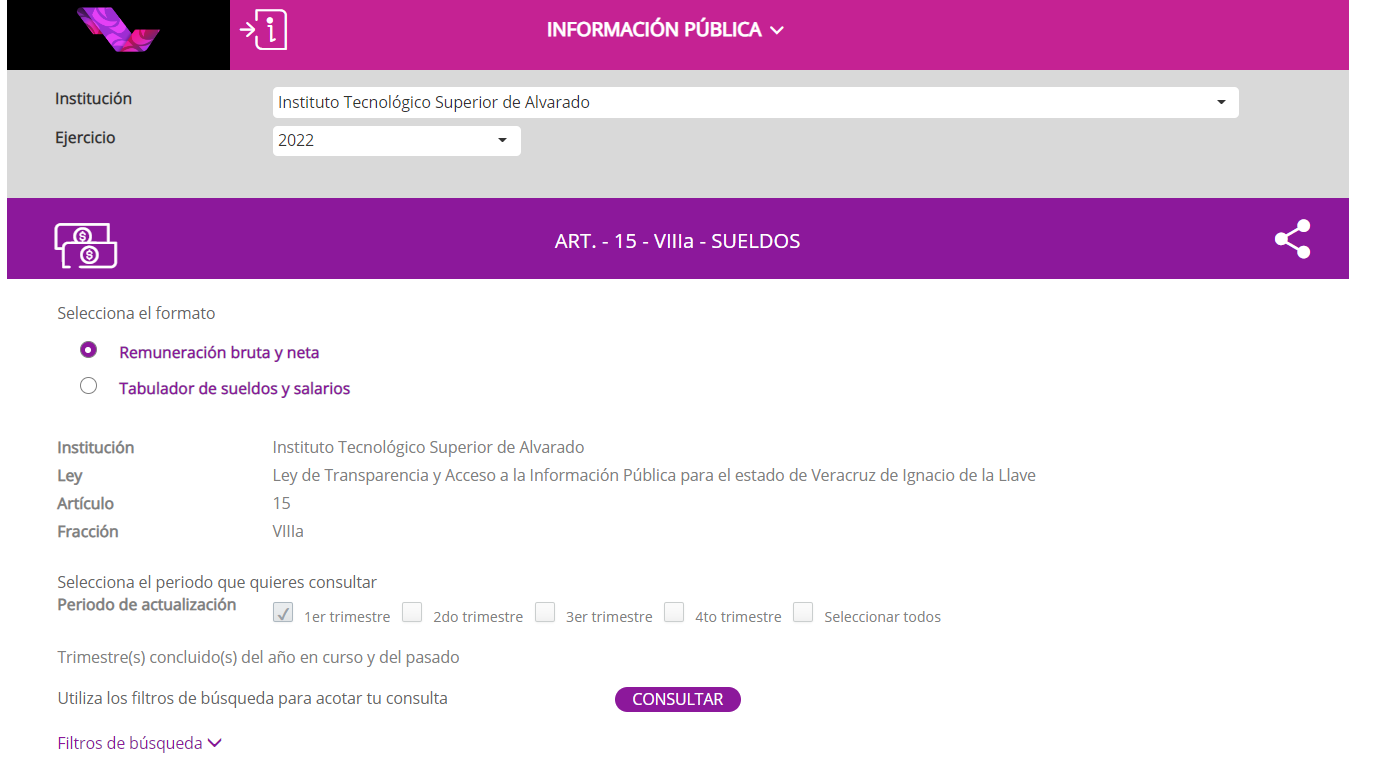 INFORMACIÓN PÚBLICA
Institución Instituto Tecnológico Superior de Alvarado
Ejercicio 2022
ART. - 15 - VIIIa - SUELDOS
Selecciona el formato
Remuneración bruta y neta
Tabulador de sueldos y salarios
Institución Instituto Tecnológico Superior de Alvarado
Ley Ley de Transparencia y Acceso a la Información Pública para el estado de Veracruz de Ignacio de la Llave
Artículo 15
Fracción VIIIa
Selecciona el periodo que quieres consultar
Periodo de actualización 1er trimestre 2do trimestre 3er trimestre 4to trimestre Seleccionar todos
Trimestre(s) concluido(s) del año en curso y del pasado
Utiliza los filtros de búsqueda para acotar tu consulta CONSULTAR
Filtros de búsqueda